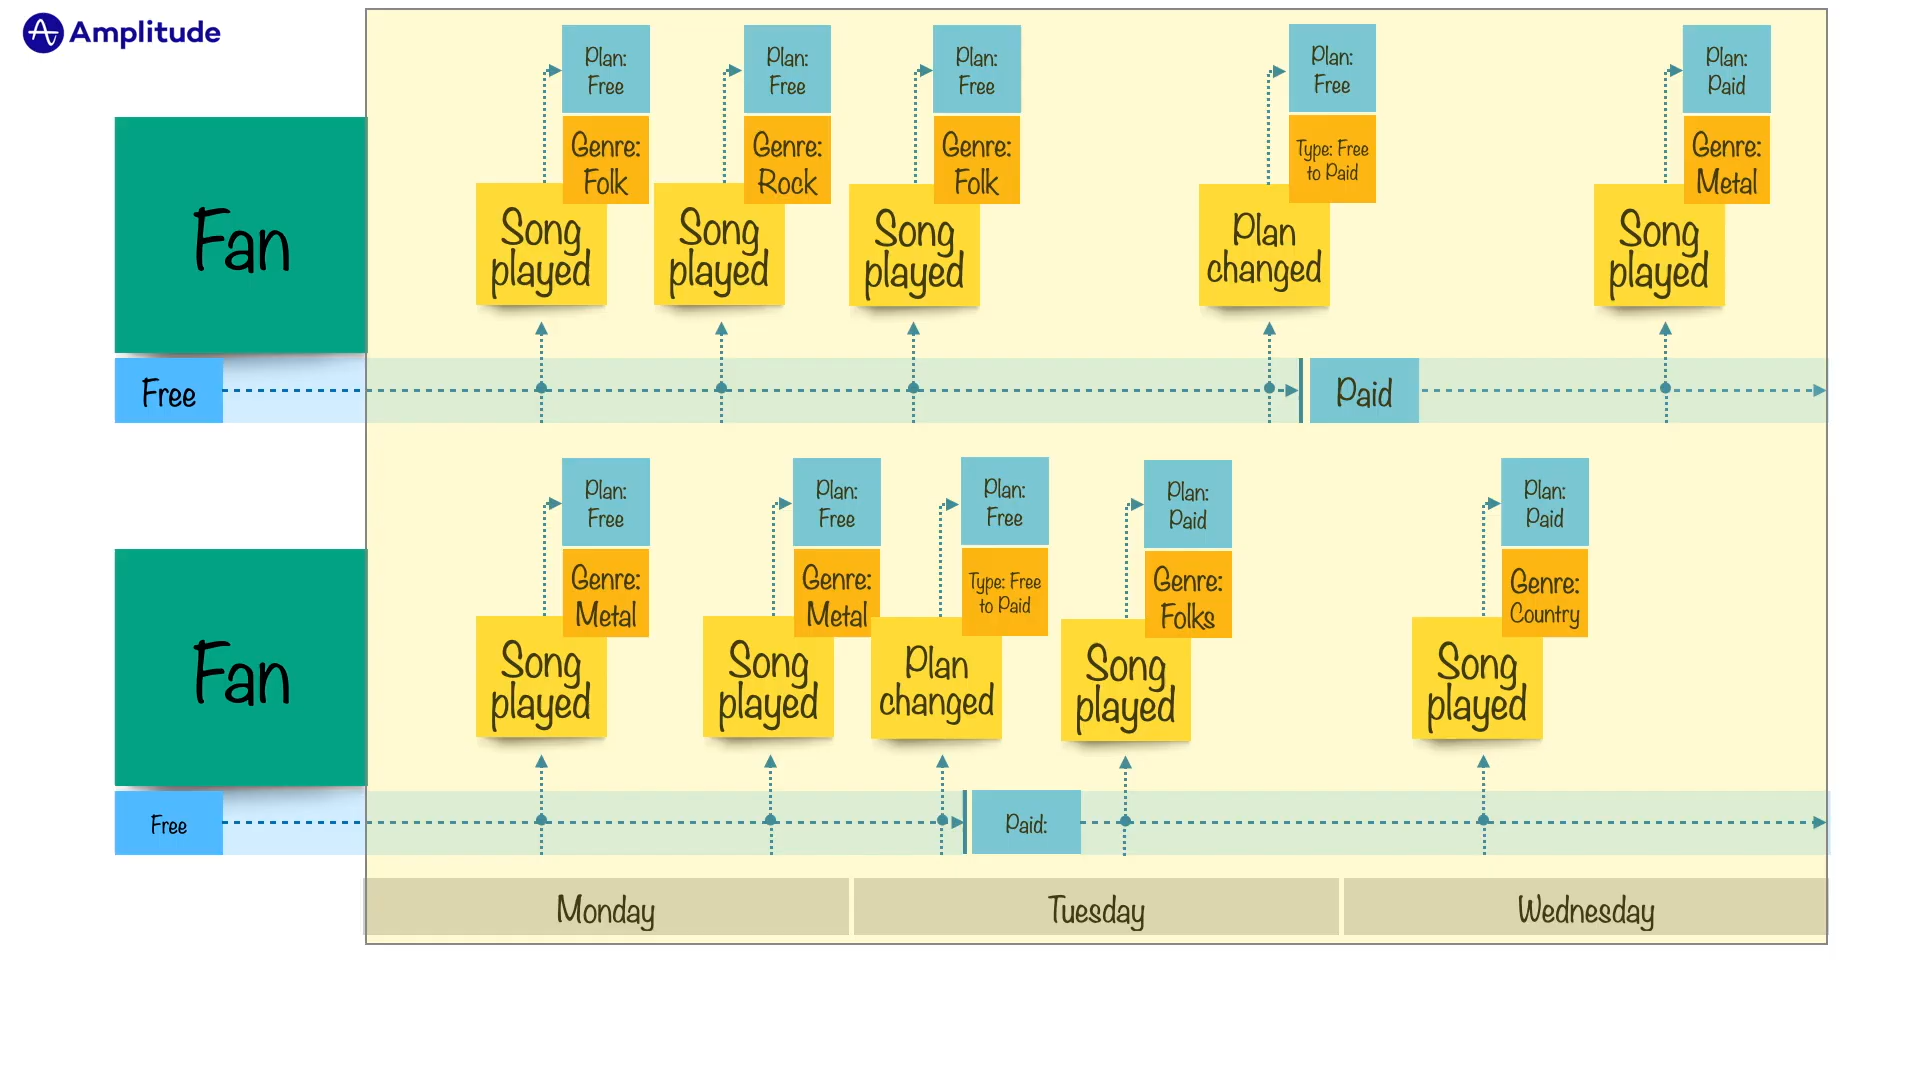 Amplitude
Plan:
Free
Genre:
Folk
Song
played
Plan:
Free
Genre:
Rock
Song
played
Plan:
Free
Genre:
Folk
Song
played
Plan:
Free
Type: Free
to Paid
Plan
changed
Plan:
Paid
Genre:
Metal
Song
played
Fan
Free
Paid
Plan:
Free
Genre:
Metal
Song
played
Plan:
Free
Genre:
Metal
Song
played
Plan:
Free
Type: Free
to Paid
Plan
changed
Plan:
Paid
Genre:
Folks
Song
played
Plan:
Paid
Genre:
Country
Song
played
Fan
Free
Paid:
Monday
Tuesday
Wednesday